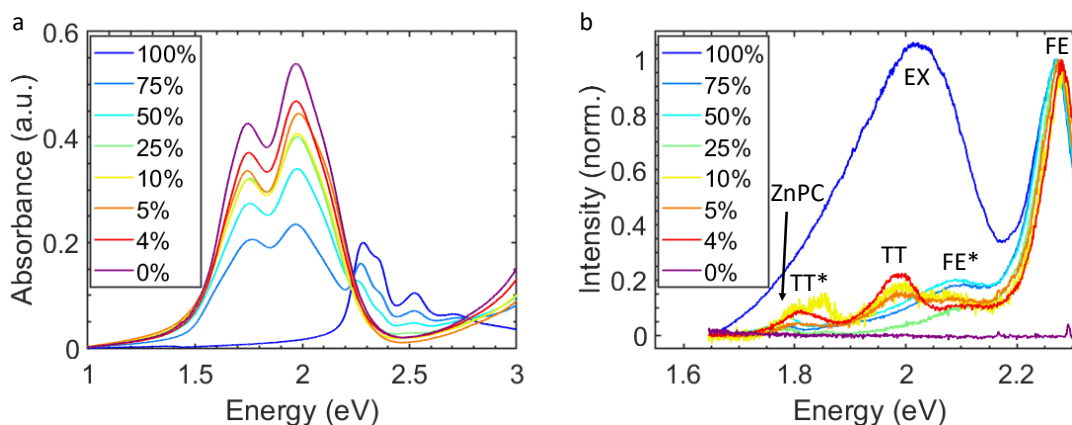 a
Absorbance (a.u.)
0.6
0.4
0.2
0
100%
75%
50%
25%
10%
5%
4%
0%
1
1.5
2
2.5
3
Energy (eV)
b
Intensity (norm.)
1
0.8
0.6
0.4
0.2
0
100%
75%
50%
25%
10%
5%
4%
0%
FE
EX
ZnPC
TT*
TT
FE*
1.6
1.8
2
2.2
Energy (eV)